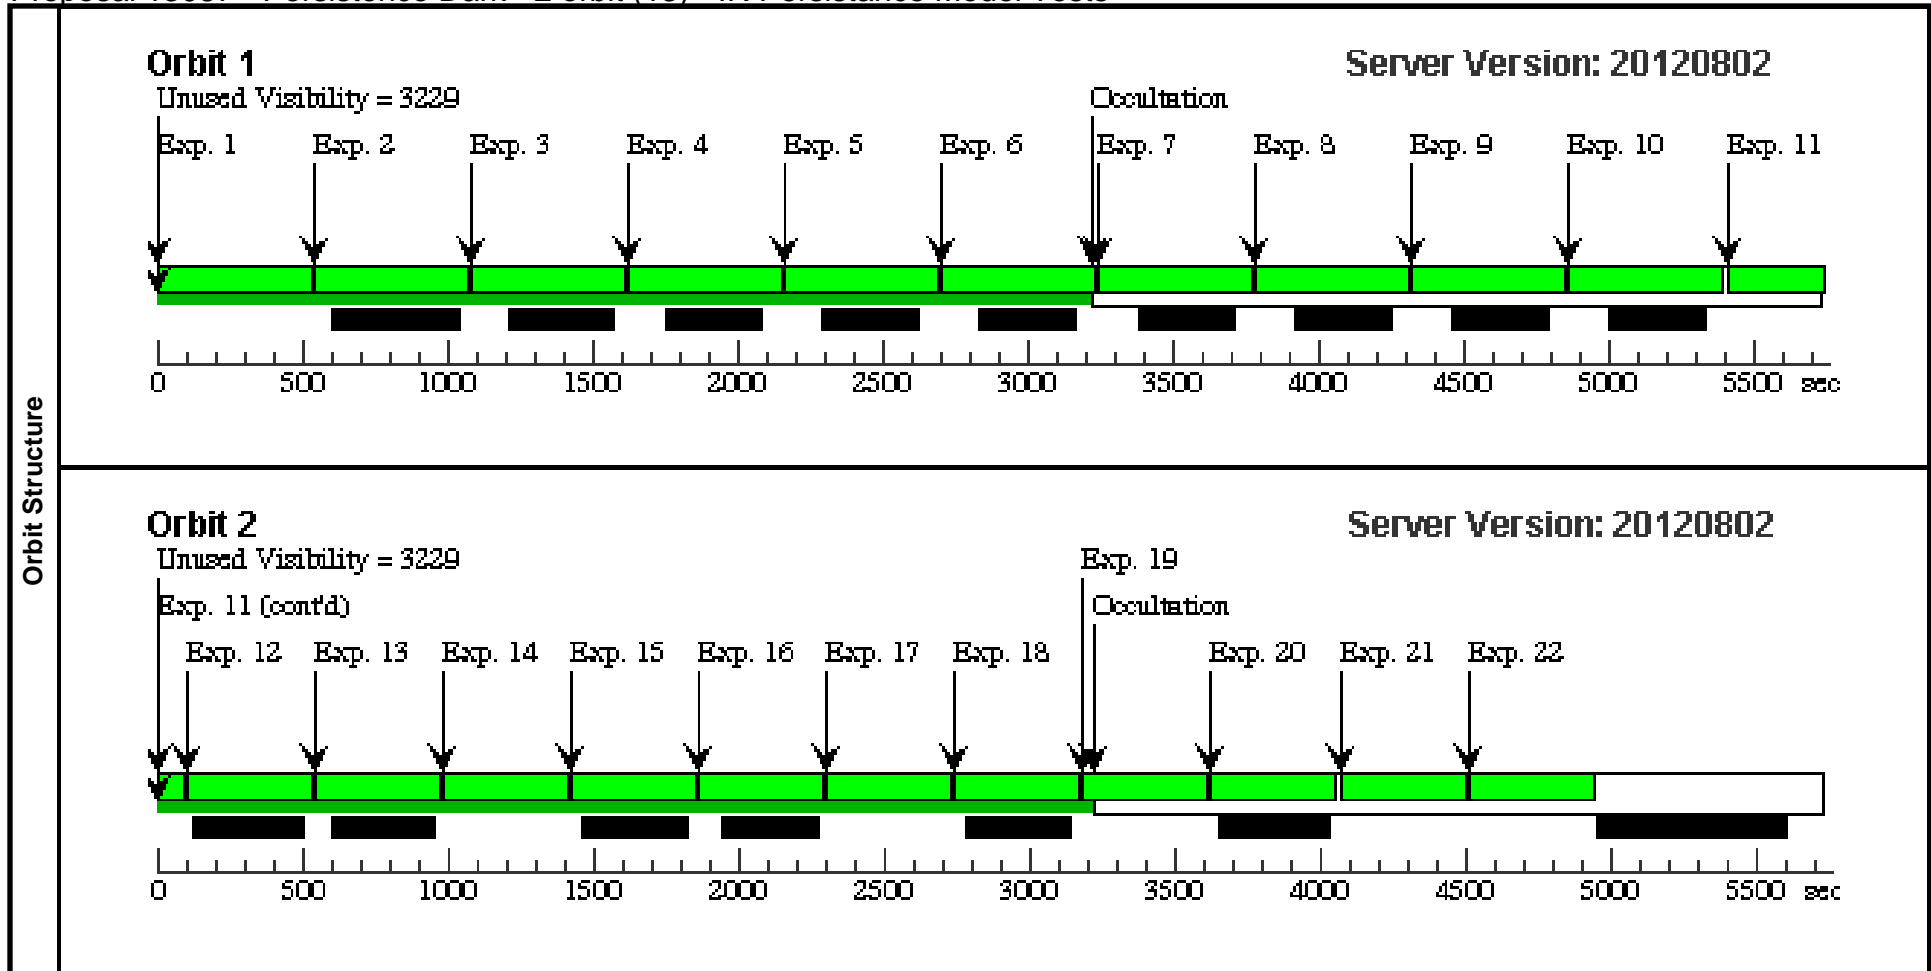 Orbit Structure
Orbit 1
Server Version: 20120802
Unused Visibility = 3229
Occultation
Exp. 1 Exp. 2 Exp. 3 Exp. 4 Exp. 5 Exp. 6 Exp. 7 Exp. 8 Exp. 9 Exp. 10 Exp. 11
0 500 1000 1500 2000 2500 3000 3500 4000 4500 5000 5500 sec
Orbit 2
Server Version: 20120802
Unused Visibility = 3229
Exp. 19
Exp. 11 (cont'd)
Occultation
Exp. 12 Exp. 13 Exp. 14 Exp. 15 Exp. 16 Exp. 17 Exp. 18 Exp. 20 Exp. 21 Exp. 22
0 500 1000 1500 2000 2500 3000 3500 4000 4500 5000 5500 sec